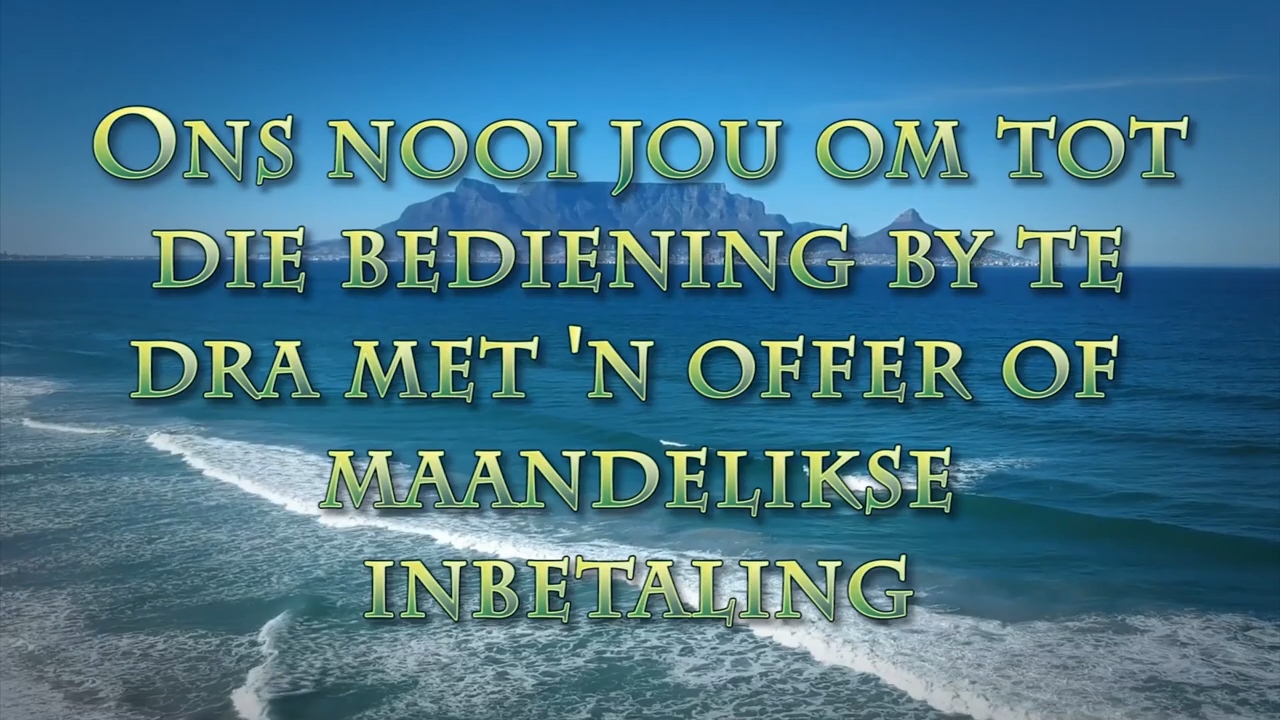 Ons nooi jou om tot
die bediening by te
dra met 'n offer of
maandelikse
inbetaling